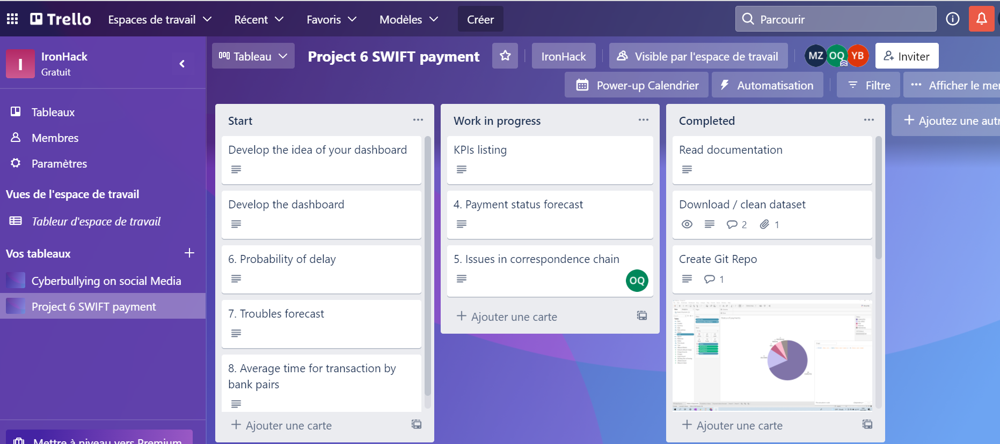 Trello
Espaces de travail
Récent
Favoris
Modèles
Créer
Parcourir
I
IronHack
Gratuit
Tableau
Project 6 SWIFT payment
IronHack
Visible par l'espace de travail
MZ
OQ
YB
Inviter
Power-up Calendrier
Automatisation
Filtre
Afficher le
Tableaux
Membres
Paramètres
Vues de l'espace de travail
Tableur d'espace de travail
Vos tableaux
Cyberbullying on social Media
Project 6 SWIFT payment
Mettre à niveau vers Premium
Start
Develop the idea of your dashboard
Develop the dashboard
6. Probability of delay
7. Troubles forecast
8. Average time for transaction by
bank pairs
Ajouter une carte
Work in progress
KPIs listing
4. Payment status forecast
5. Issues in correspondence chain
OQ
Ajouter une carte
Completed
Read documentation
Download / clean dataset
2
1
Create Git Repo
1
Status of payments
Ajouter une carte
Ajoutez une